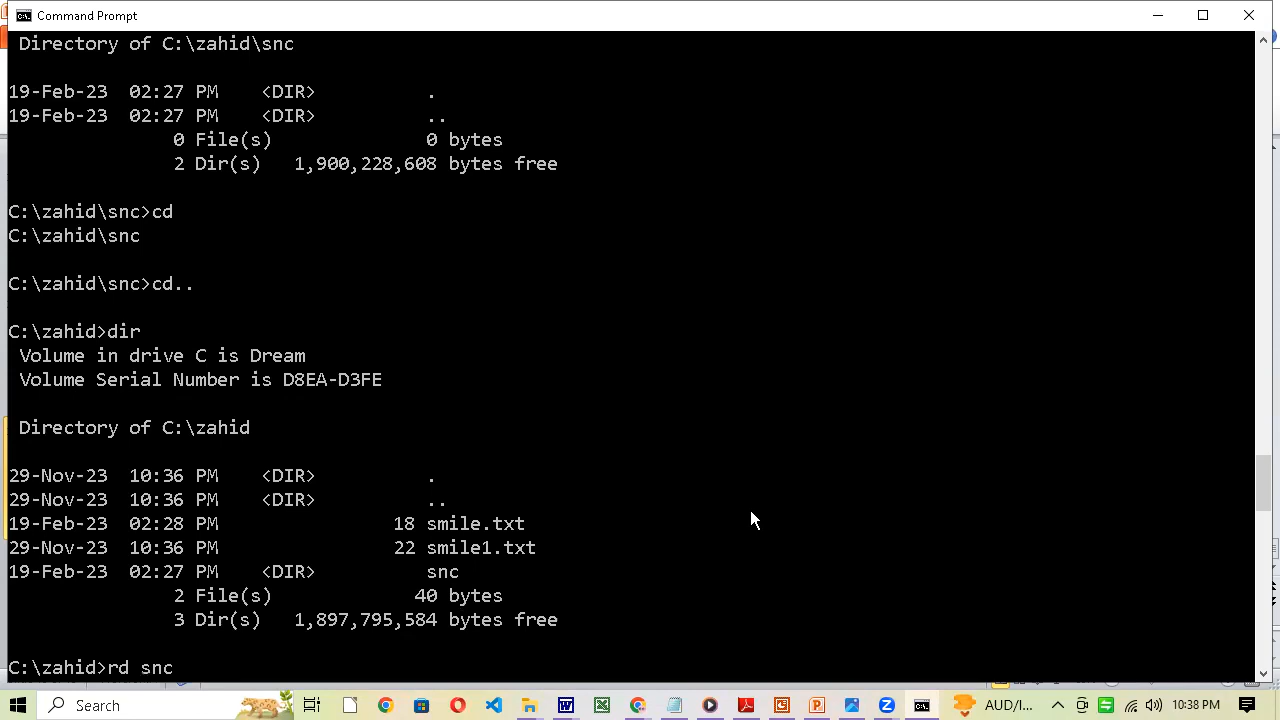 Command Prompt
Directory of C:\zahid\snc
19-Feb-23  02:27 PM    <DIR>          .
19-Feb-23  02:27 PM    <DIR>          ..
0 File(s)              0 bytes
2 Dir(s)   1,900,228,608 bytes free
C:\zahid\snc>cd
C:\zahid\snc
C:\zahid\snc>cd..
C:\zahid>dir
Volume in drive C is Dream
Volume Serial Number is D8EA-D3FE
Directory of C:\zahid
29-Nov-23  10:36 PM    <DIR>          .
29-Nov-23  10:36 PM    <DIR>          ..
19-Feb-23  02:28 PM                18 smile.txt
29-Nov-23  10:36 PM                22 smile1.txt
19-Feb-23  02:27 PM    <DIR>          snc
2 File(s)             40 bytes
3 Dir(s)   1,897,795,584 bytes free
C:\zahid>rd snc
Search
AUD/I...
10:38 PM